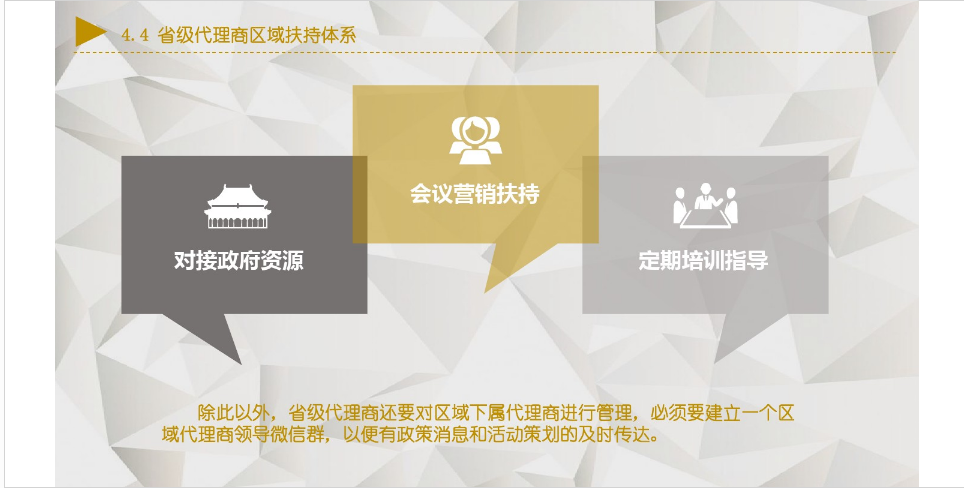 4.4 省级代理商区域扶持体系
会议营销扶持
对接政府资源
定期培训指导
除此以外，省级代理商还要对区域下属代理商进行管理，必须要建立一个区
域代理商领导微信群，以便有政策消息和活动策划的及时传达。